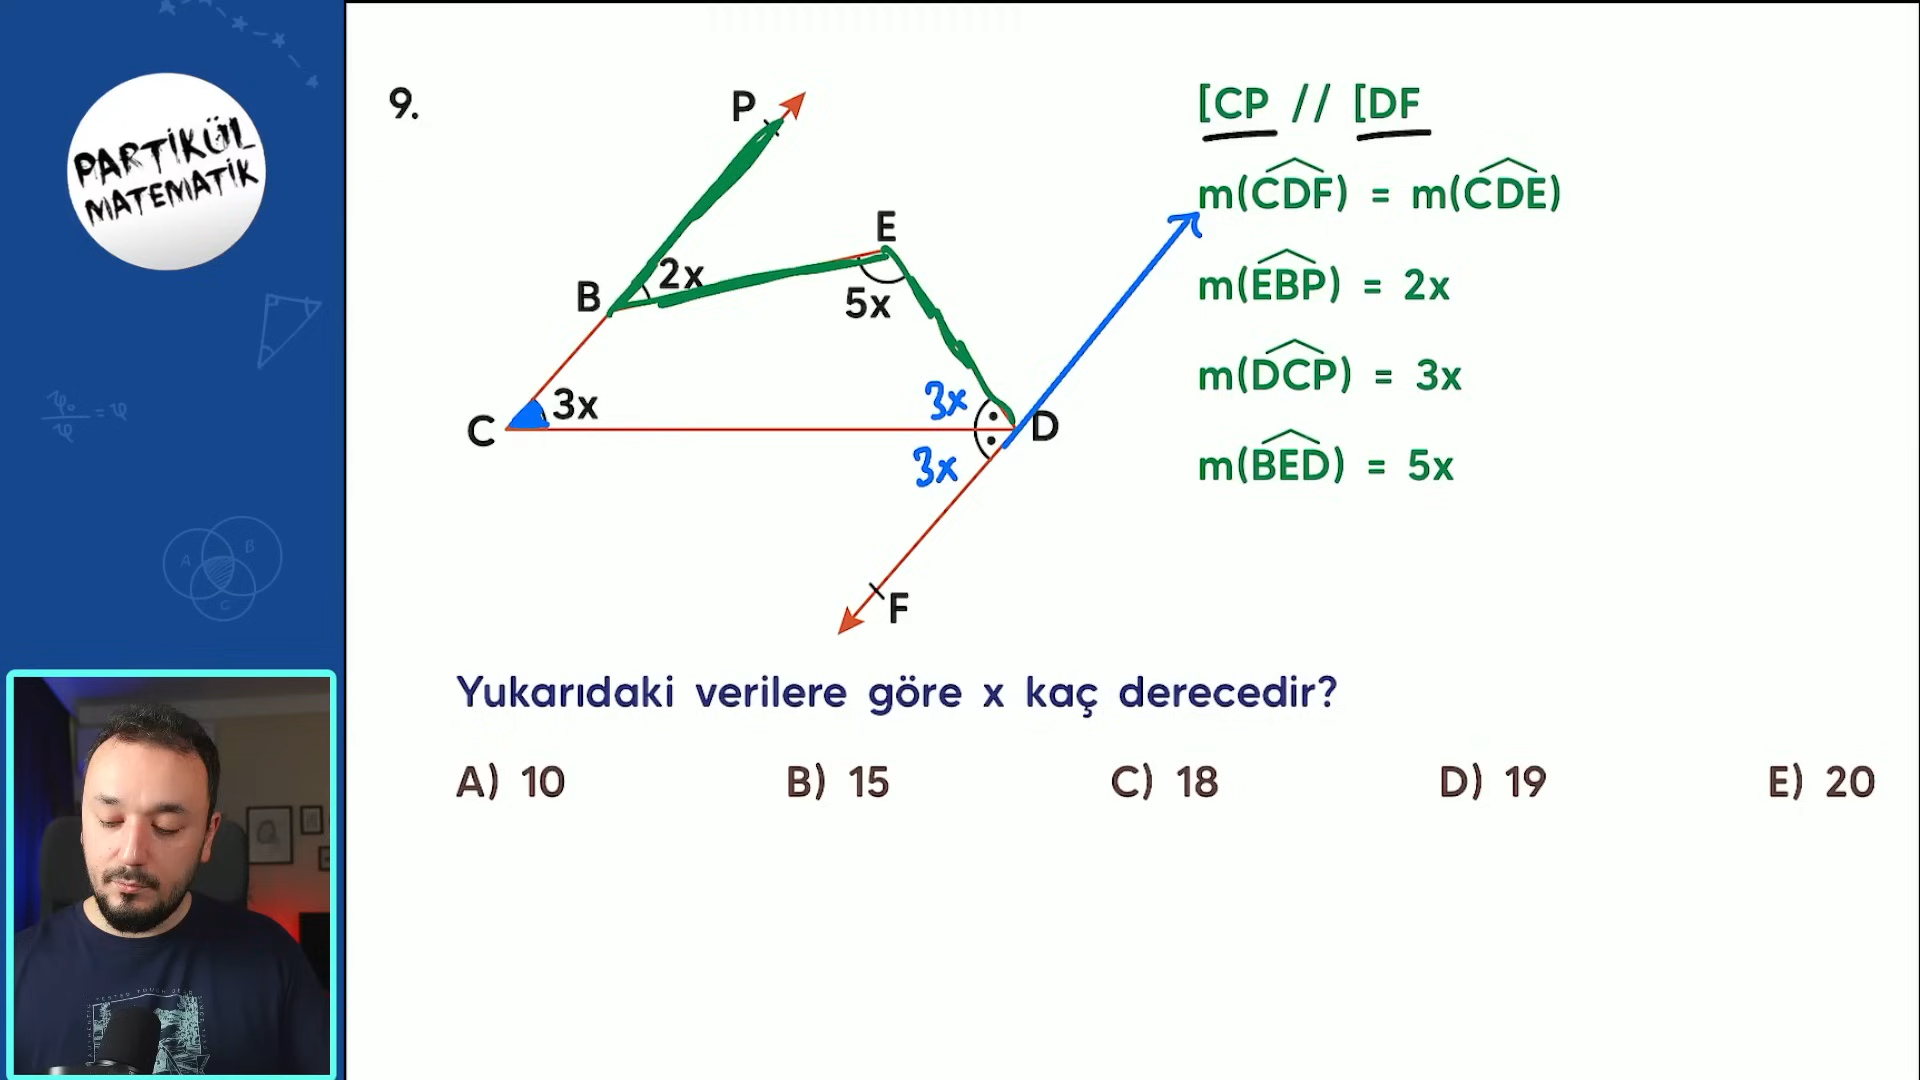 PARTİKÜL
MATEMATİK
9.
P
E
B
2x
5x
C
3x
3x
D
3x
F
[CP // [DF
m(CDF) = m(CDE)
m(EBP) = 2x
m(DCP) = 3x
m(BED) = 5x
Yukarıdaki verilere göre x kaç derecedir?
A) 10 B) 15 C) 18 D) 19 E) 20
A B C